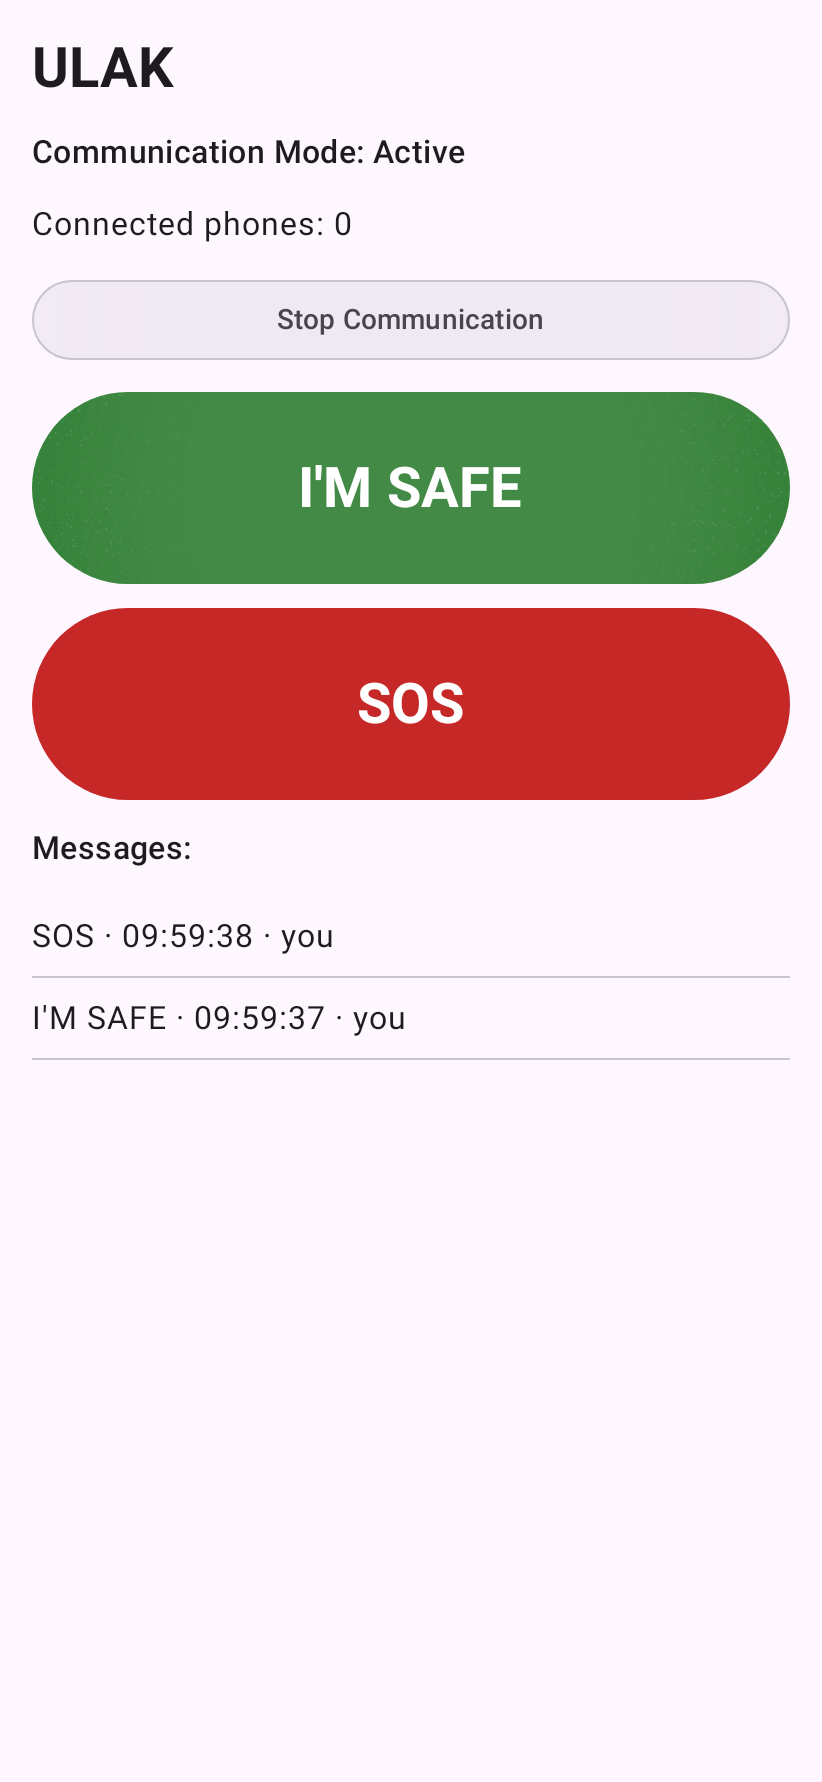 ULAK
Communication Mode: Active
Connected phones: 0
Stop Communication
I'M SAFE
SOS
Messages:
SOS · 09:59:38 · you
I'M SAFE · 09:59:37 · you